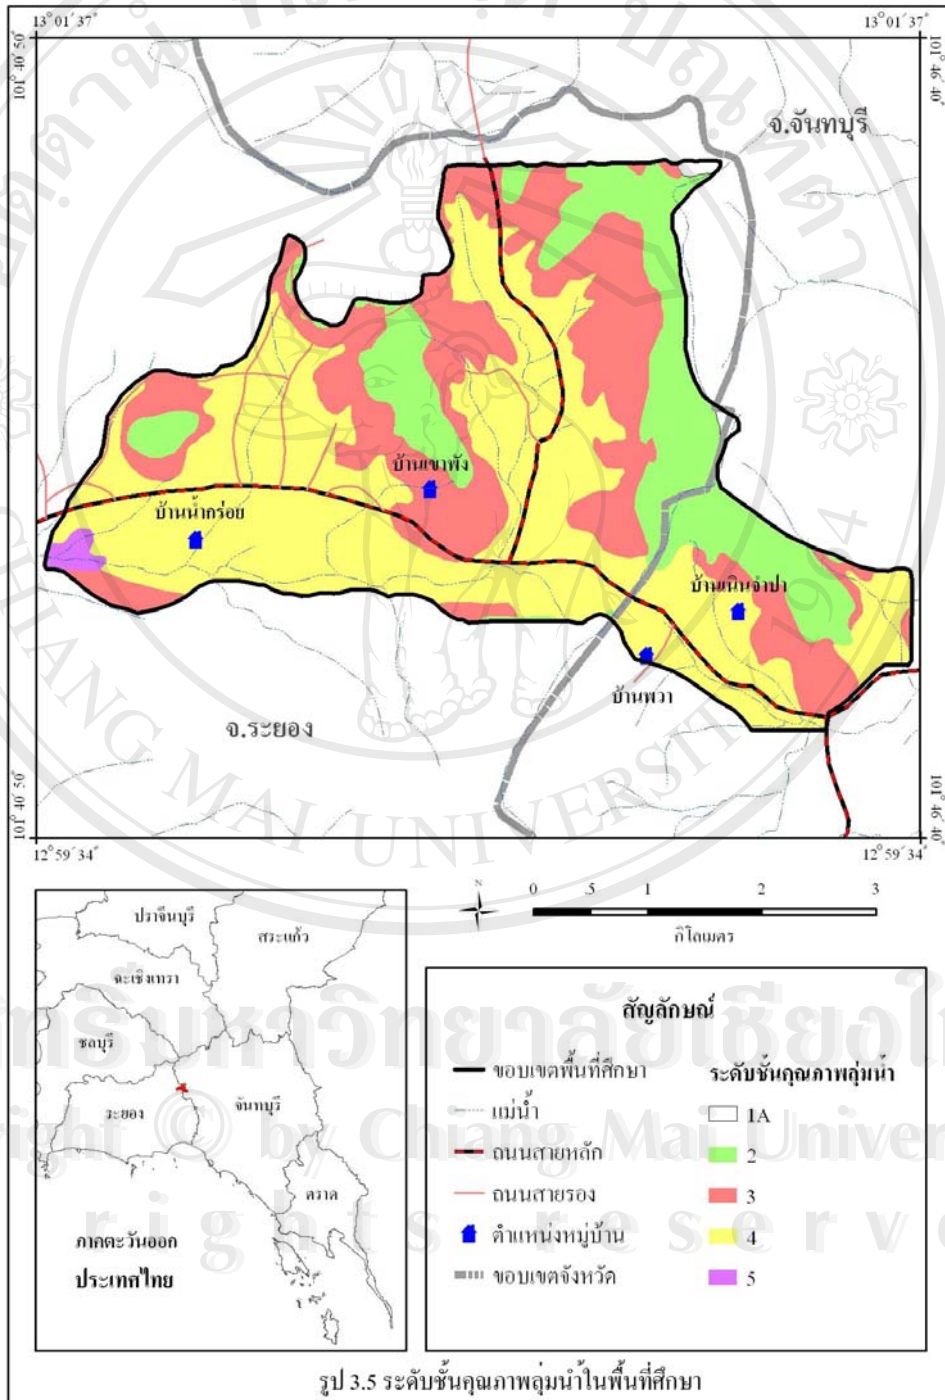 13° 01´ 37˝
13° 01´ 37˝
101° 40´ 50˝
101° 46´ 40˝
จ.จันทบุรี
บ้านเขาพัง
บ้านน้ำกร่อย
บ้านเนินจำปา
บ้านพวา
จ.ระยอง
101° 40´ 50˝
101° 46´ 40˝
12° 59´ 34˝
12° 59´ 34˝
CHIANG MAI UNIVERSITY 1964
N
0 5 1 2 3
กิโลเมตร
ปราจีนบุรี
สระแก้ว
ฉะเชิงเทรา
ชลบุรี
ระยอง
จันทบุรี
ตราด
ภาคตะวันออก
ประเทศไทย
สัญลักษณ์
ขอบเขตพื้นที่ศึกษา
แม่น้ำ
ถนนสายหลัก
ถนนสายรอง
ตำแหน่งหมู่บ้าน
ขอบเขตจังหวัด
ระดับชั้นคุณภาพลุ่มน้ำ
1A
2
3
4
5
by Chiang Mai Univer
rights reserve
รูป 3.5 ระดับชั้นคุณภาพลุ่มน้ำในพื้นที่ศึกษา